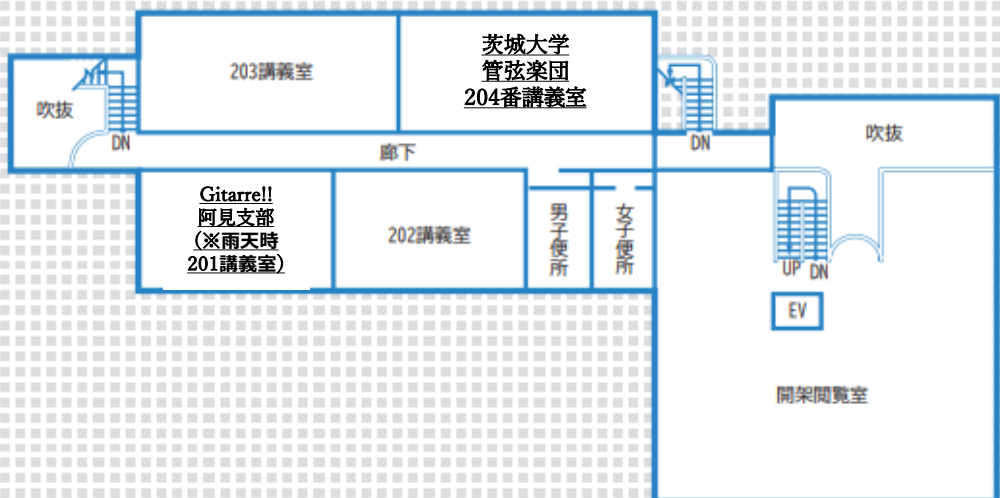 203講義室
茨城大学
管弦楽団
204番講義室
吹抜
DN
廊下
DN
吹抜
Gitarre!!
阿見支部
（※雨天時
201講義室）
202講義室
男子便所
女子便所
UP
DN
EV
開架閲覧室